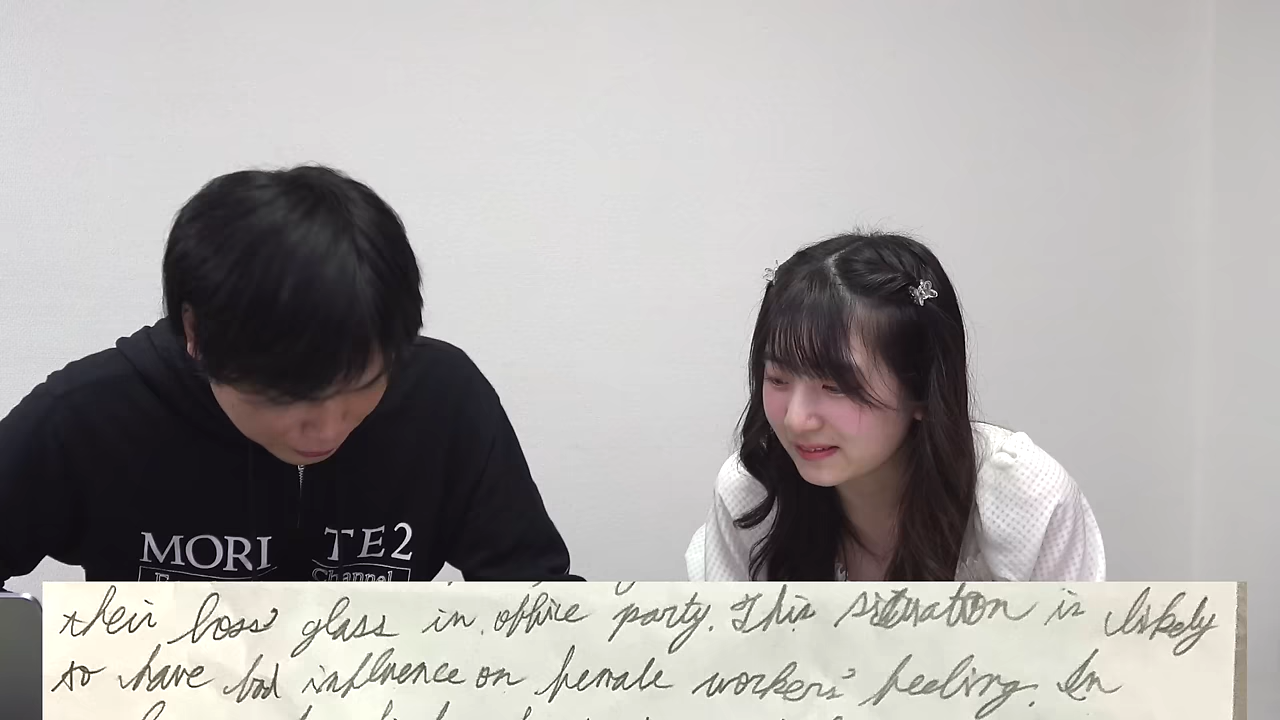 MORI TE2
Channel
their boss' glass in office party. This situation is likely
to have bad influence on female workers' feeling. In